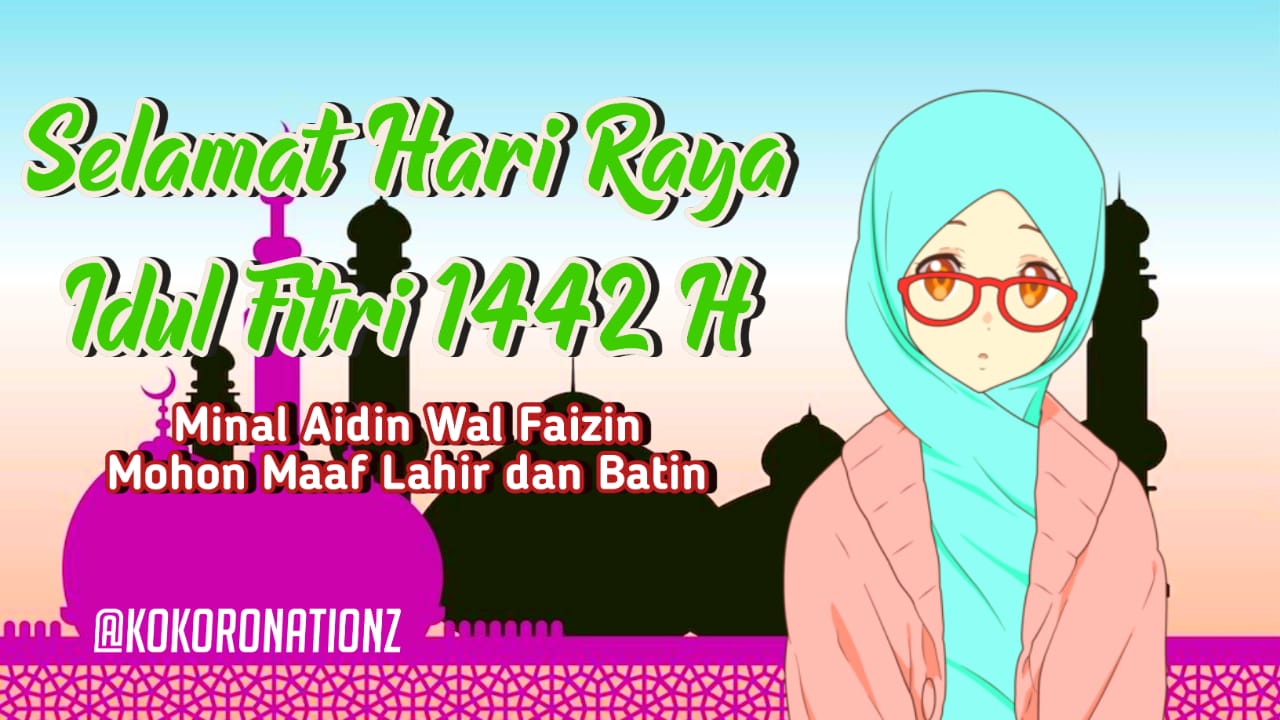 Selamat Hari Raya
Idul Fitri 1442 H
Minal Aidin Wal Faizin
Mohon Maaf Lahir dan Batin
@KOKORONATIONZ